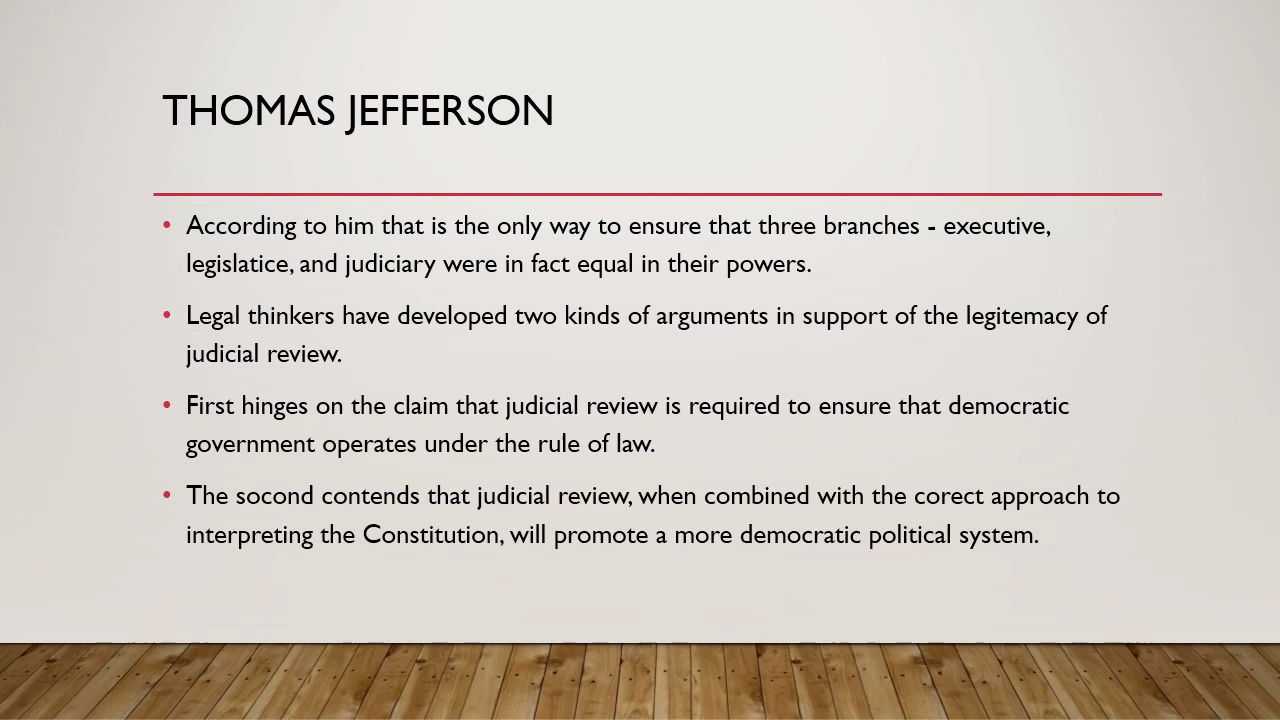 THOMAS JEFFERSON
• According to him that is the only way to ensure that three branches - executive,
legislatice, and judiciary were in fact equal in their powers.
• Legal thinkers have developed two kinds of arguments in support of the legitemacy of
judicial review.
• First hinges on the claim that judicial review is required to ensure that democratic
government operates under the rule of law.
• The socond contends that judicial review, when combined with the corect approach to
interpreting the Constitution, will promote a more democratic political system.